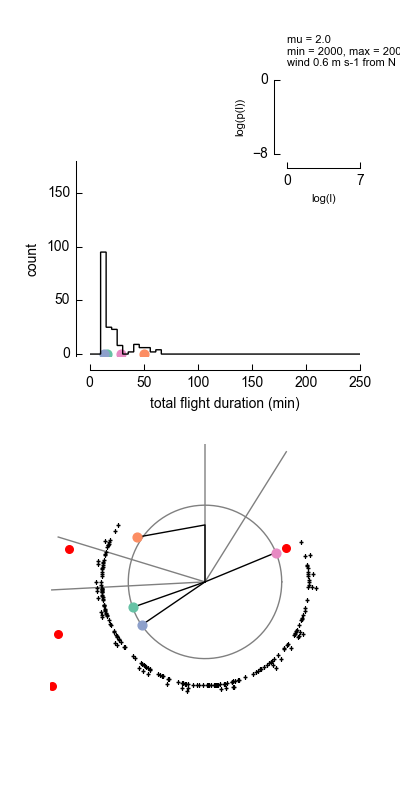 mu = 2.0
min = 2000, max = 200
wind 0.6 m s-1 from N
0
log(p(l))
−8
0 7
log(l)
150
count
100
50
0
0 50 100 150 200 250
total flight duration (min)